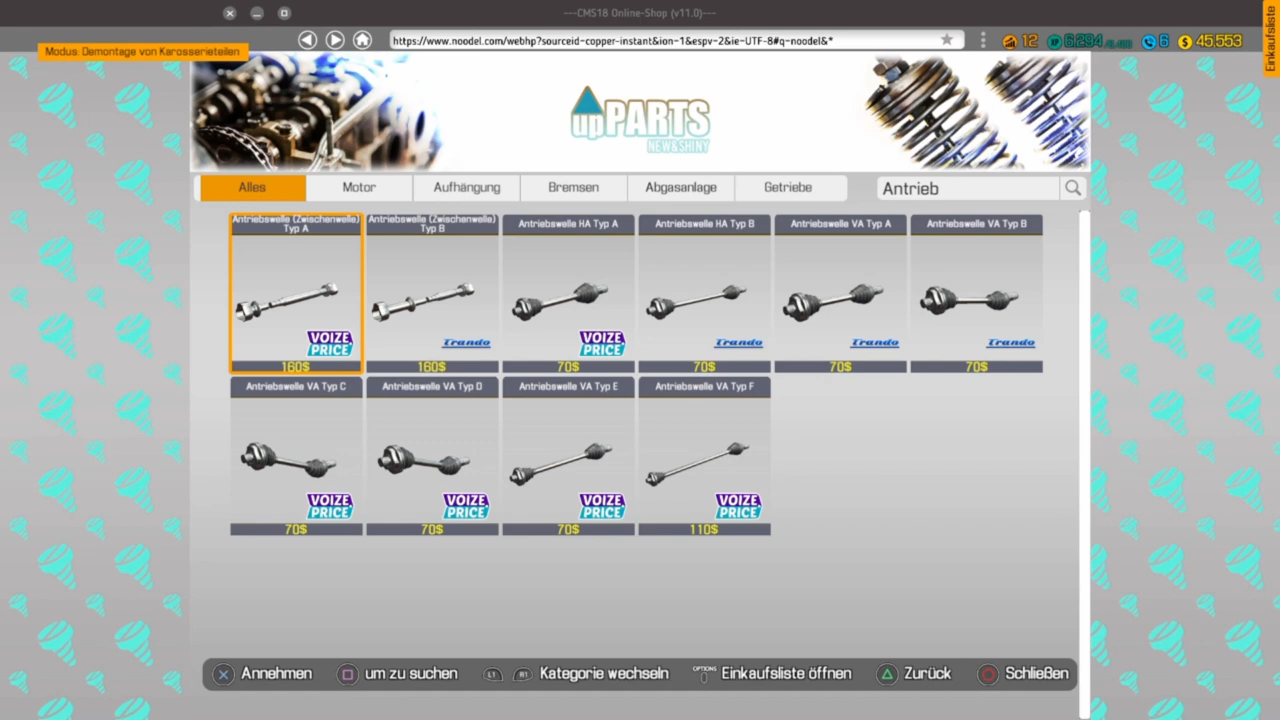 ---CMS18 Online-Shop (v11.0)---
Modus: Demontage von Karosserieteilen
https://www.noodel.com/webhp?sourceid-copper-instant&ion-1&espv-2&ie-UTF-8#q-noodel&*
12
XP
6,294
6
$
45,553
Einkaufsliste
upPARTS
NEW&SHINY
Alles
Motor
Aufhängung
Bremsen
Abgasanlage
Getriebe
Antrieb
Antriebswelle (Zwischenwelle) Antriebswelle (Zwischenwelle) Antriebswelle HA Typ A Antriebswelle HA Typ B Antriebswelle VA Typ A Antriebswelle VA Typ B
Typ A Typ B
VOIZE VOIZE
PRICE Trando PRICE Trando Trando Trando
160$ 160$ 70$ 70$ 70$ 70$
Antriebswelle VA Typ C Antriebswelle VA Typ D Antriebswelle VA Typ E Antriebswelle VA Typ F
VOIZE VOIZE VOIZE VOIZE
PRICE PRICE PRICE PRICE
70$ 70$ 70$ 110$
Annehmen
um zu suchen
L1
R1
Kategorie wechseln
OPTIONS
Einkaufsliste öffnen
Zurück
Schließen